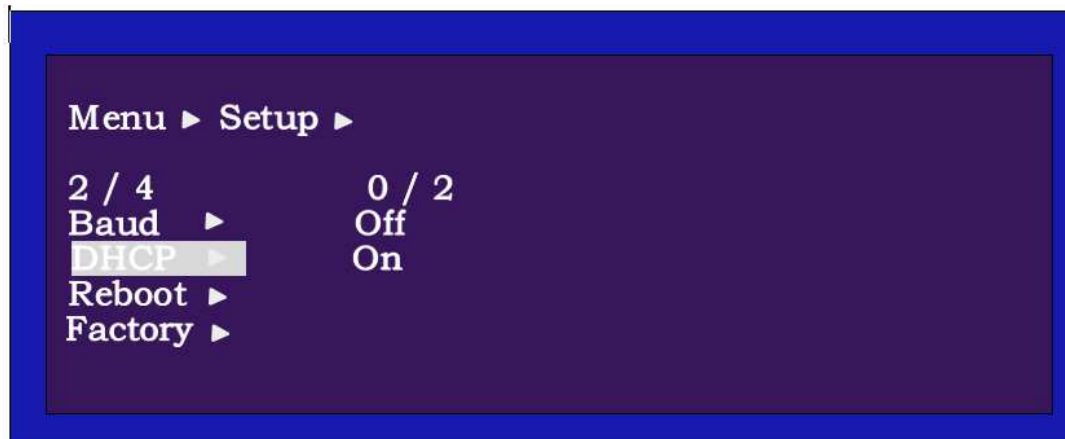 Menu ▶ Setup ▶
2 / 4 0 / 2
Baud ▶ Off
DHCP ▶ On
Reboot ▶
Factory ▶